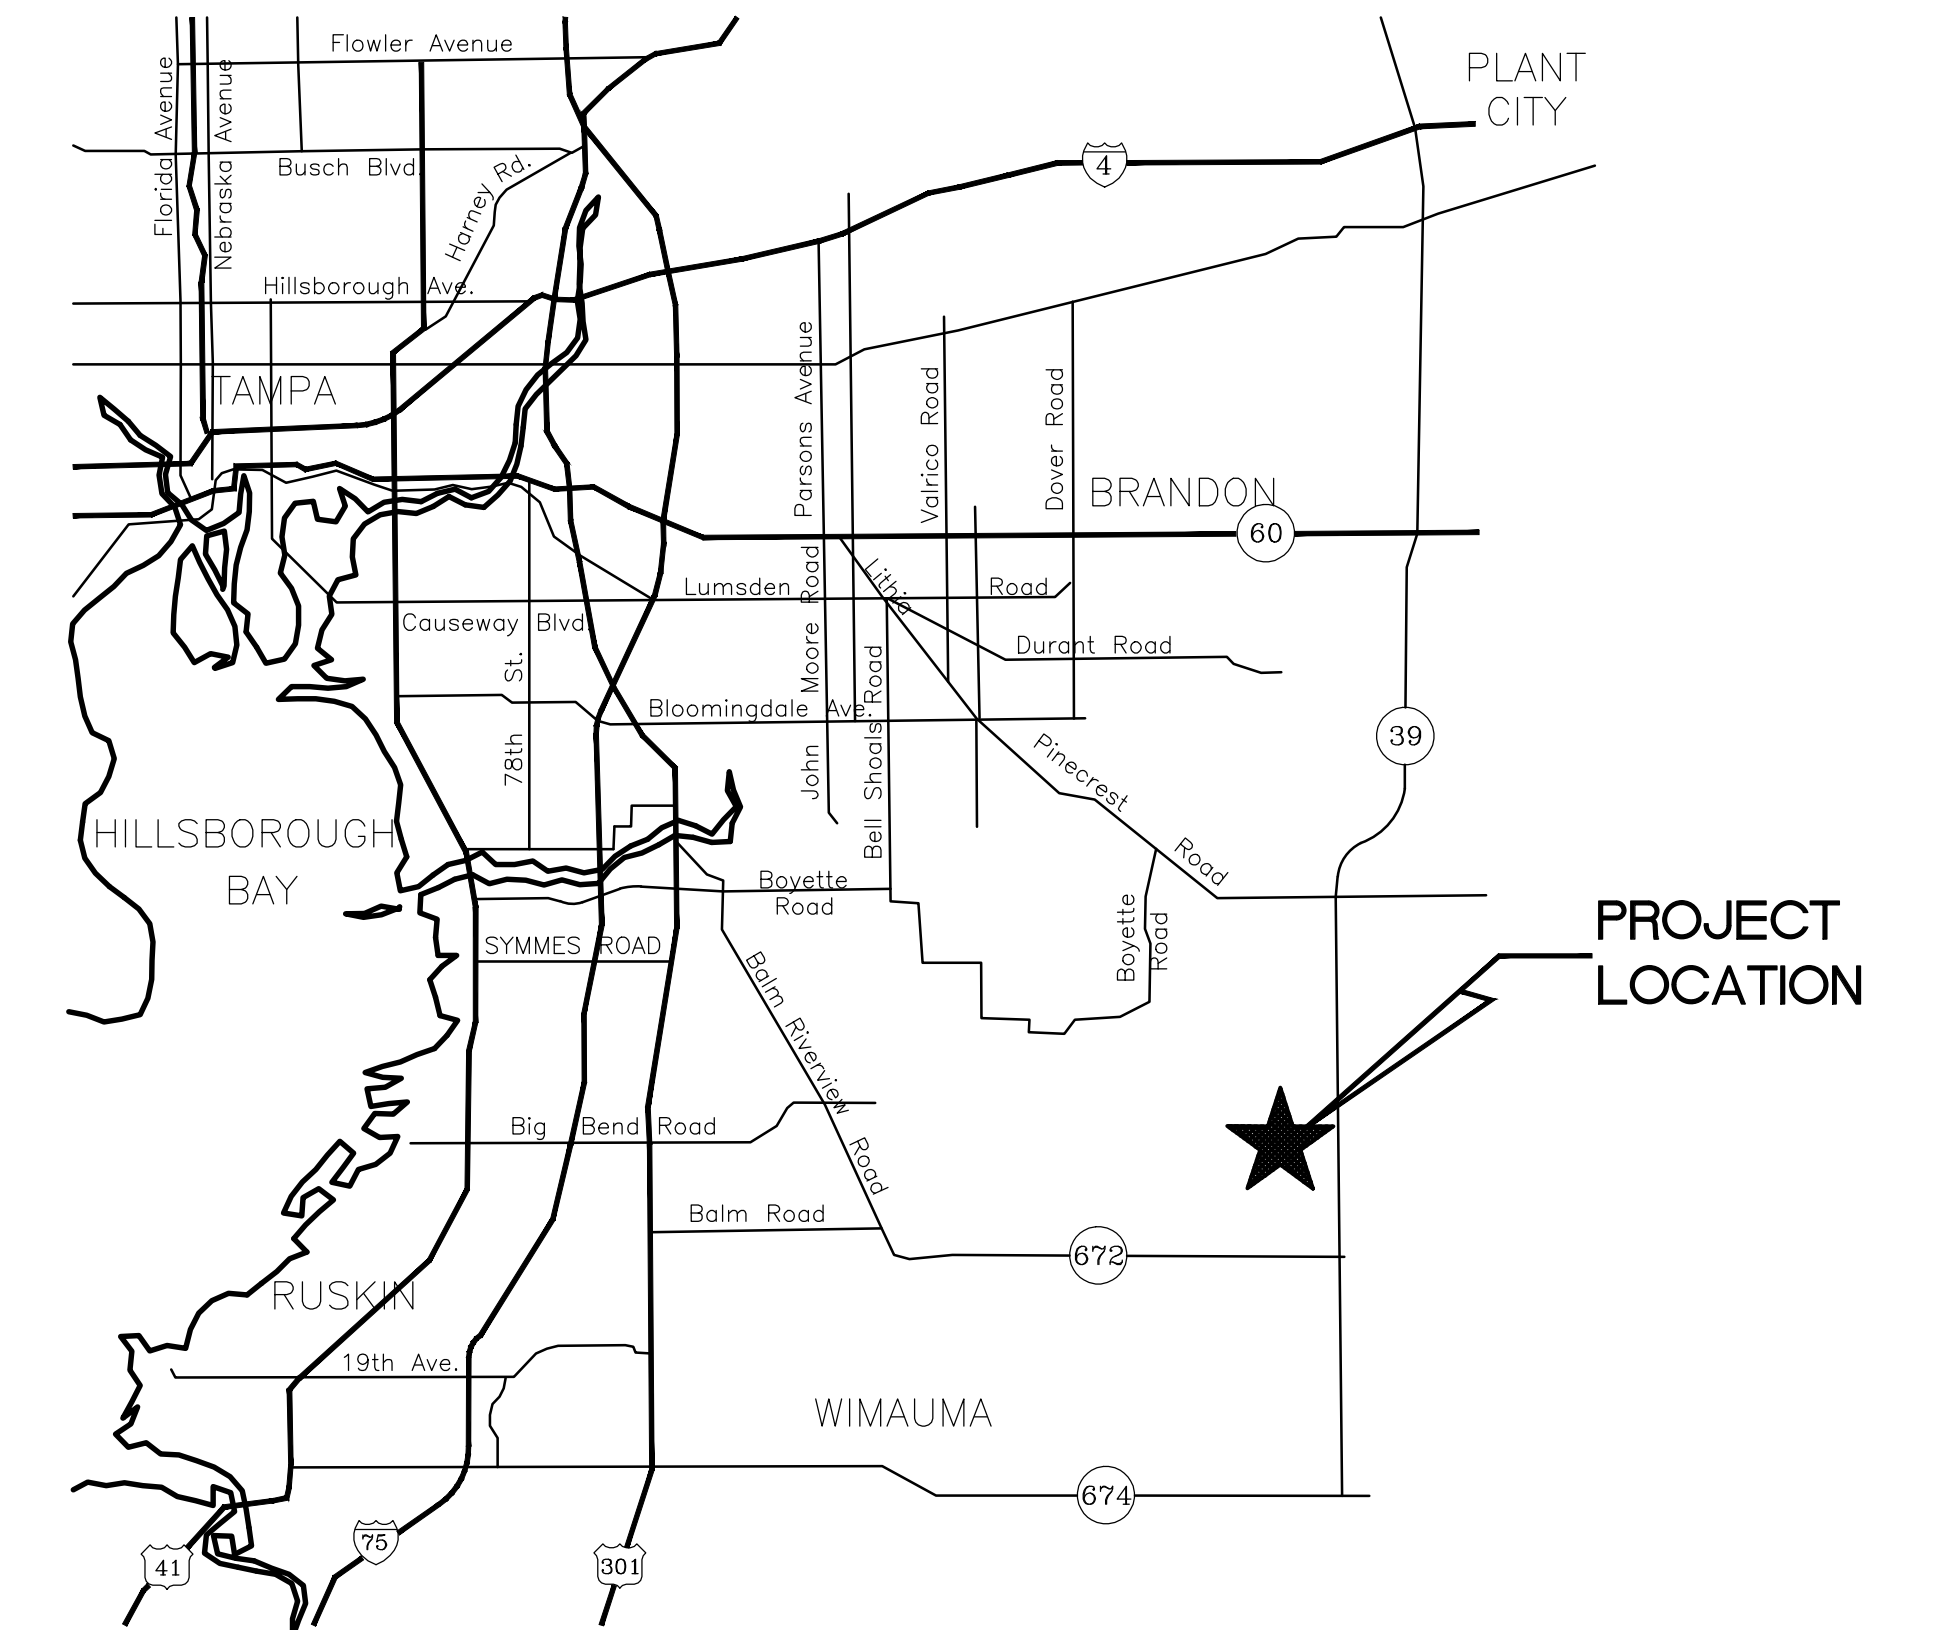 Flowler Avenue
PLANT
CITY
Florida Avenue
Nebraska Avenue
Busch Blvd.
Harney Rd.
4
Hillsborough Ave.
TAMPA
Parsons Avenue
Valrico Road
Dover Road
BRANDON
60
Lumsden Road
Lithia
Causeway Blvd.
Durant Road
John Moore Road
Bell Shoals Road
78th St.
Bloomingdale Ave.
39
Pinecrest Road
HILLSBOROUGH
BAY
Boyette
Road
Boyette
Road
PROJECT
LOCATION
SYMMES ROAD
Balm Riverview Road
Big Bend Road
Balm Road
672
RUSKIN
19th Ave.
WIMAUMA
674
75
41
301